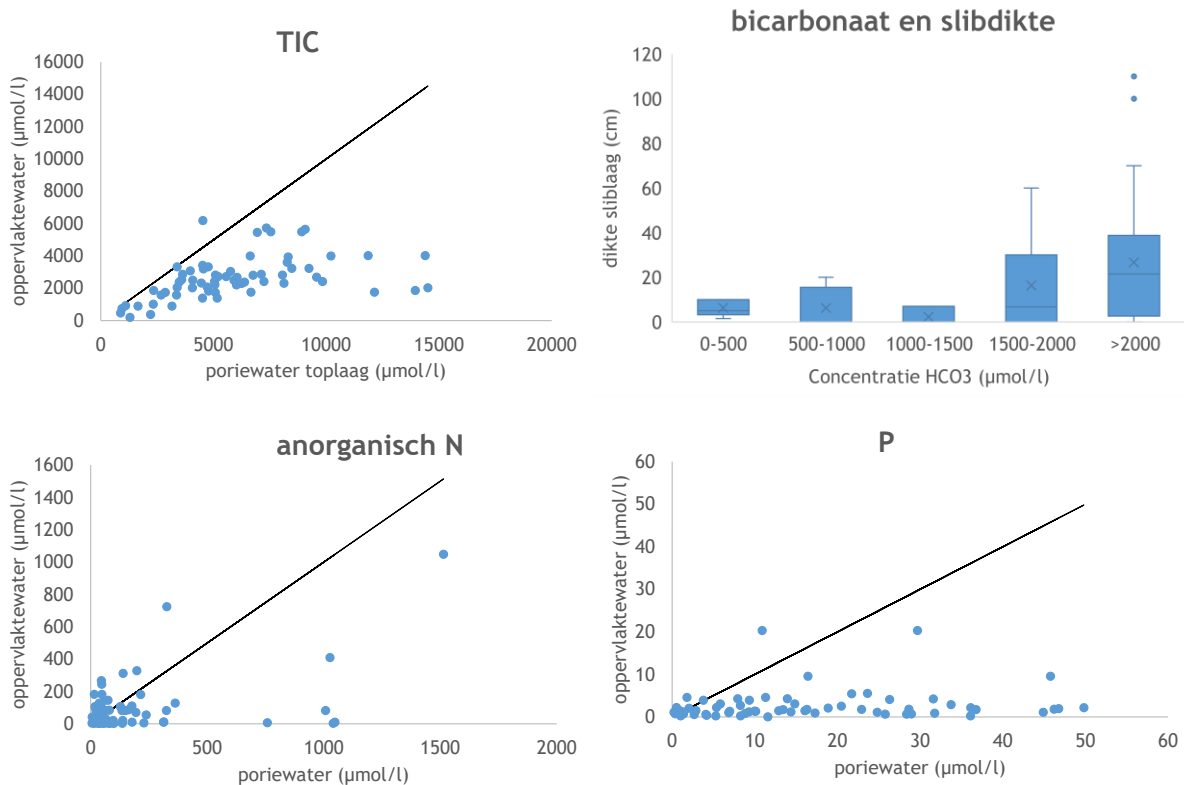 TIC
oppervlaktewater (µmol/l)
16000
14000
12000
10000
8000
6000
4000
2000
0
0 5000 10000 15000 20000
poriewater toplaag (µmol/l)
bicarbonaat en slibdikte
dikte sliblaag (cm)
120
100
80
60
40
20
0
0-500 500-1000 1000-1500 1500-2000 >2000
Concentratie HCO3 (µmol/l)
anorganisch N
oppervlaktewater (µmol/l)
1600
1400
1200
1000
800
600
400
200
0
0 500 1000 1500 2000
poriewater (µmol/l)
P
oppervlaktewater (µmol/l)
60
50
40
30
20
10
0
0 10 20 30 40 50 60
poriewater (µmol/l)